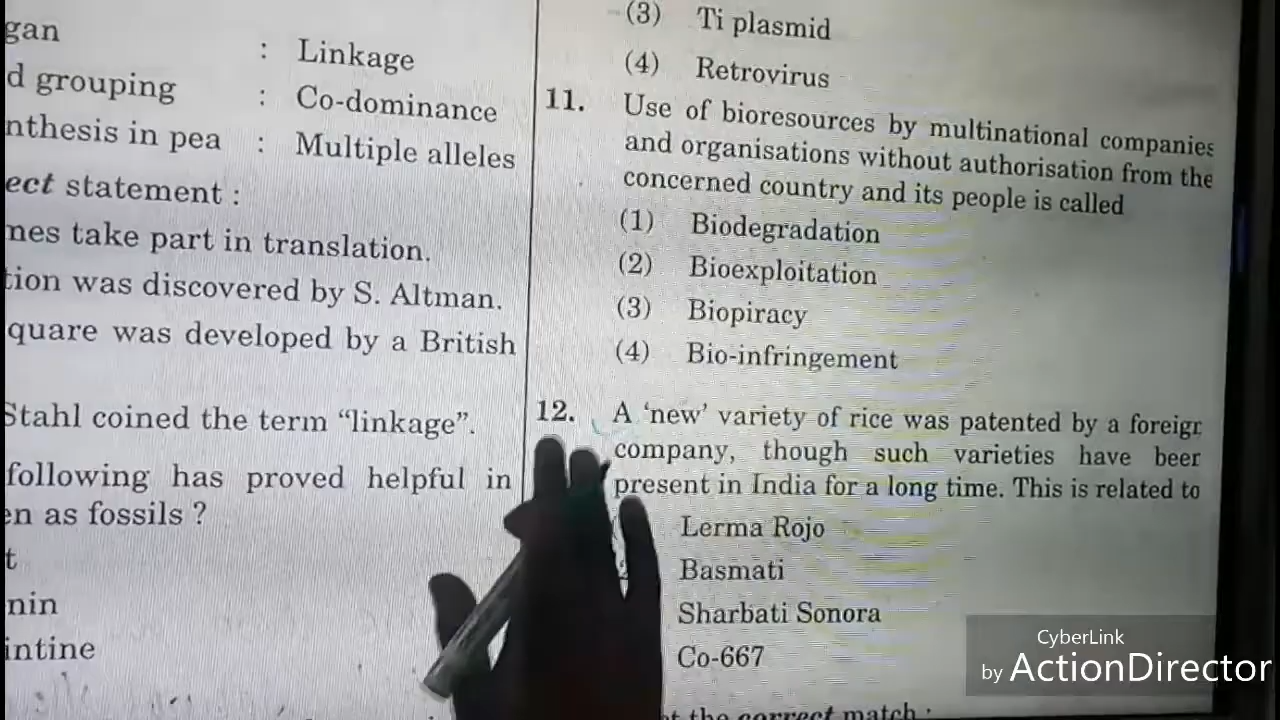 gan : Linkage
d grouping : Co-dominance
nthesis in pea : Multiple alleles
ect statement :
nes take part in translation.
tion was discovered by S. Altman.
quare was developed by a British
Stahl coined the term “linkage”.
following has proved helpful in
en as fossils ?
t
nin
intine
(3) Ti plasmid
(4) Retrovirus
11. Use of bioresources by multinational companies
and organisations without authorisation from the
concerned country and its people is called
(1) Biodegradation
(2) Bioexploitation
(3) Biopiracy
(4) Bio-infringement
12. A ‘new’ variety of rice was patented by a foreign
company, though such varieties have been
present in India for a long time. This is related to
Lerma Rojo
Basmati
Sharbati Sonora
Co-667
the correct match :
CyberLink
by ActionDirector